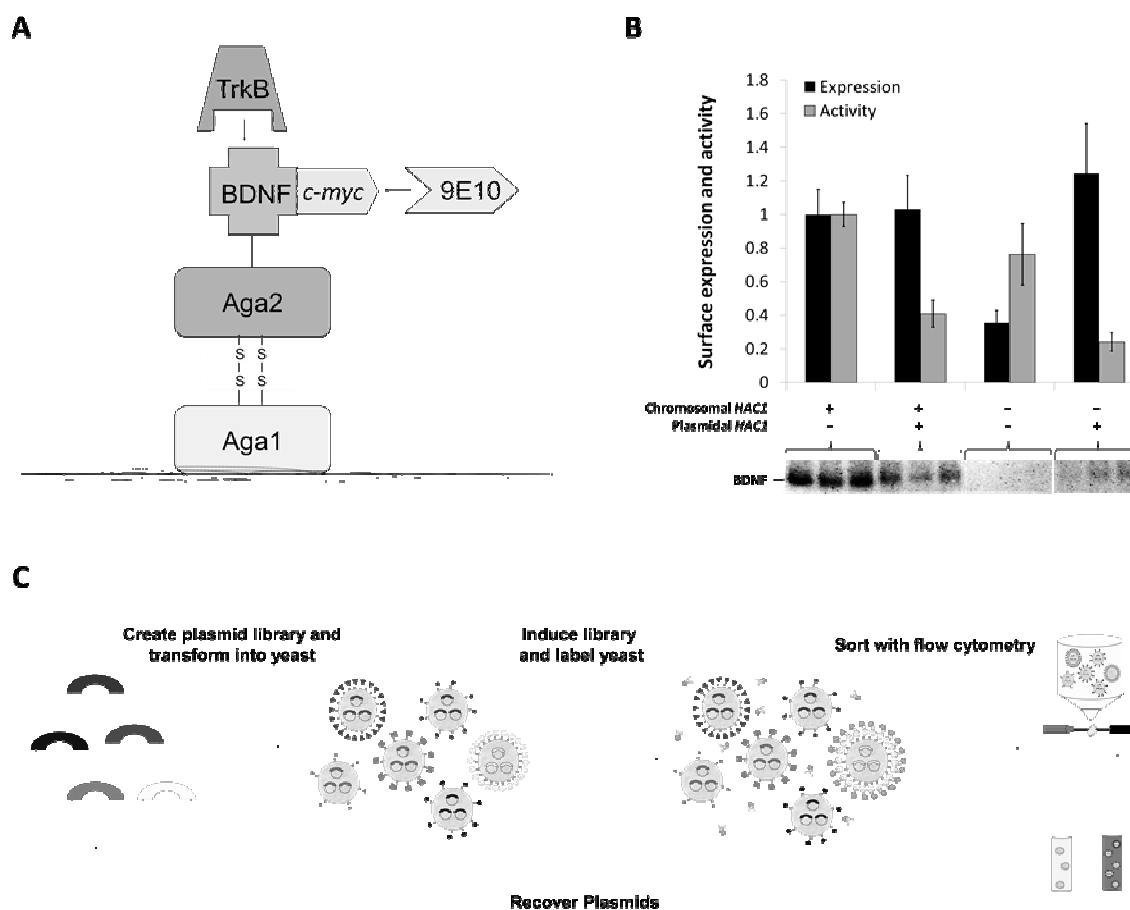 A
TrkB
BDNF
c-myc
9E10
Aga2
S S
S S
Aga1
B
Surface expression and activity
1.8
1.6
1.4
1.2
1
0.8
0.6
0.4
0.2
0
Expression
Activity
Chromosomal HAC1 + + – –
Plasmidal HAC1 – + – +
BDNF
C
Create plasmid library and
transform into yeast
Induce library
and label yeast
Sort with flow cytometry
Recover Plasmids